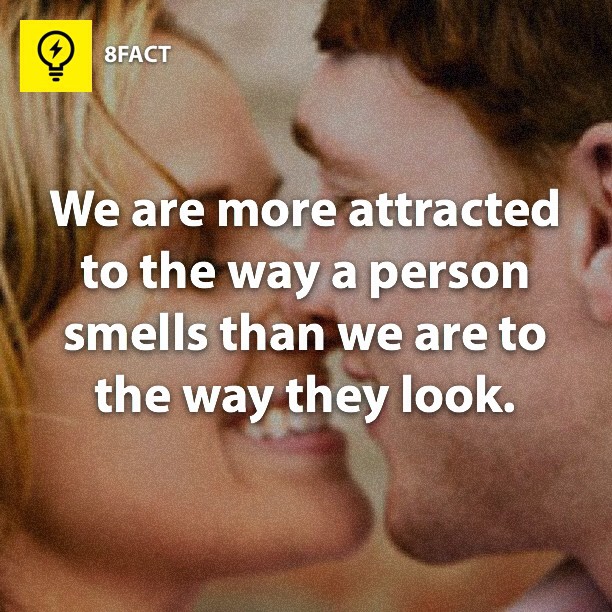 8FACT
We are more attracted
to the way a person
smells than we are to
the way they look.